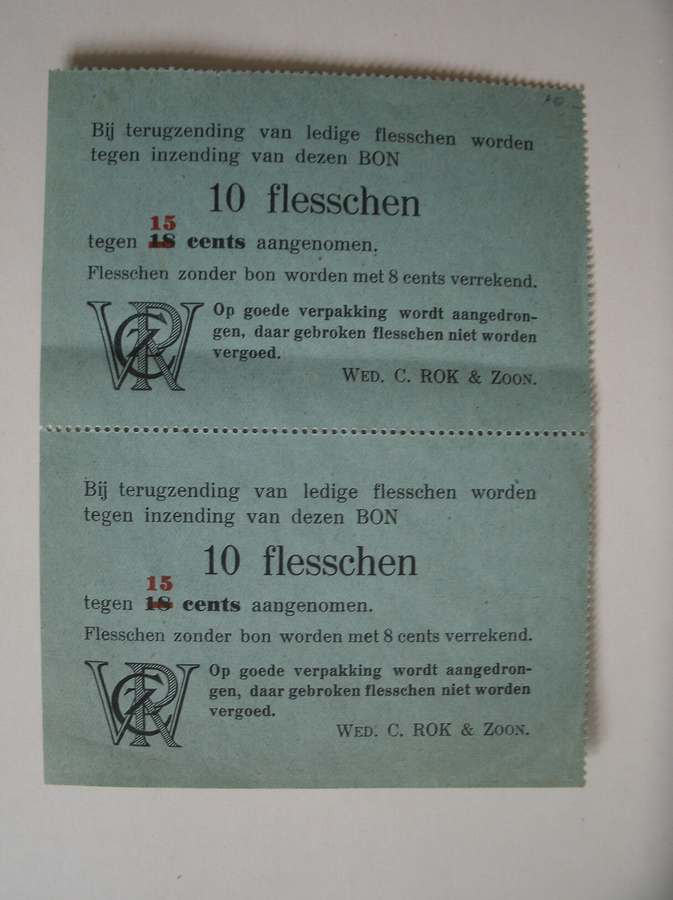 Bij terugzending van ledige flesschen worden
tegen inzending van dezen BON
10 flesschen
15
tegen 18 cents aangenomen.
Flesschen zonder bon worden met 8 cents verrekend.
Op goede verpakking wordt aangedron-
gen, daar gebroken flesschen niet worden
vergoed.
WED. C. ROK & ZOON.
Bij terugzending van ledige flesschen worden
tegen inzending van dezen BON
10 flesschen
15
tegen 18 cents aangenomen.
Flesschen zonder bon worden met 8 cents verrekend.
Op goede verpakking wordt aangedron-
gen, daar gebroken flesschen niet worden
vergoed.
WED. C. ROK & ZOON.